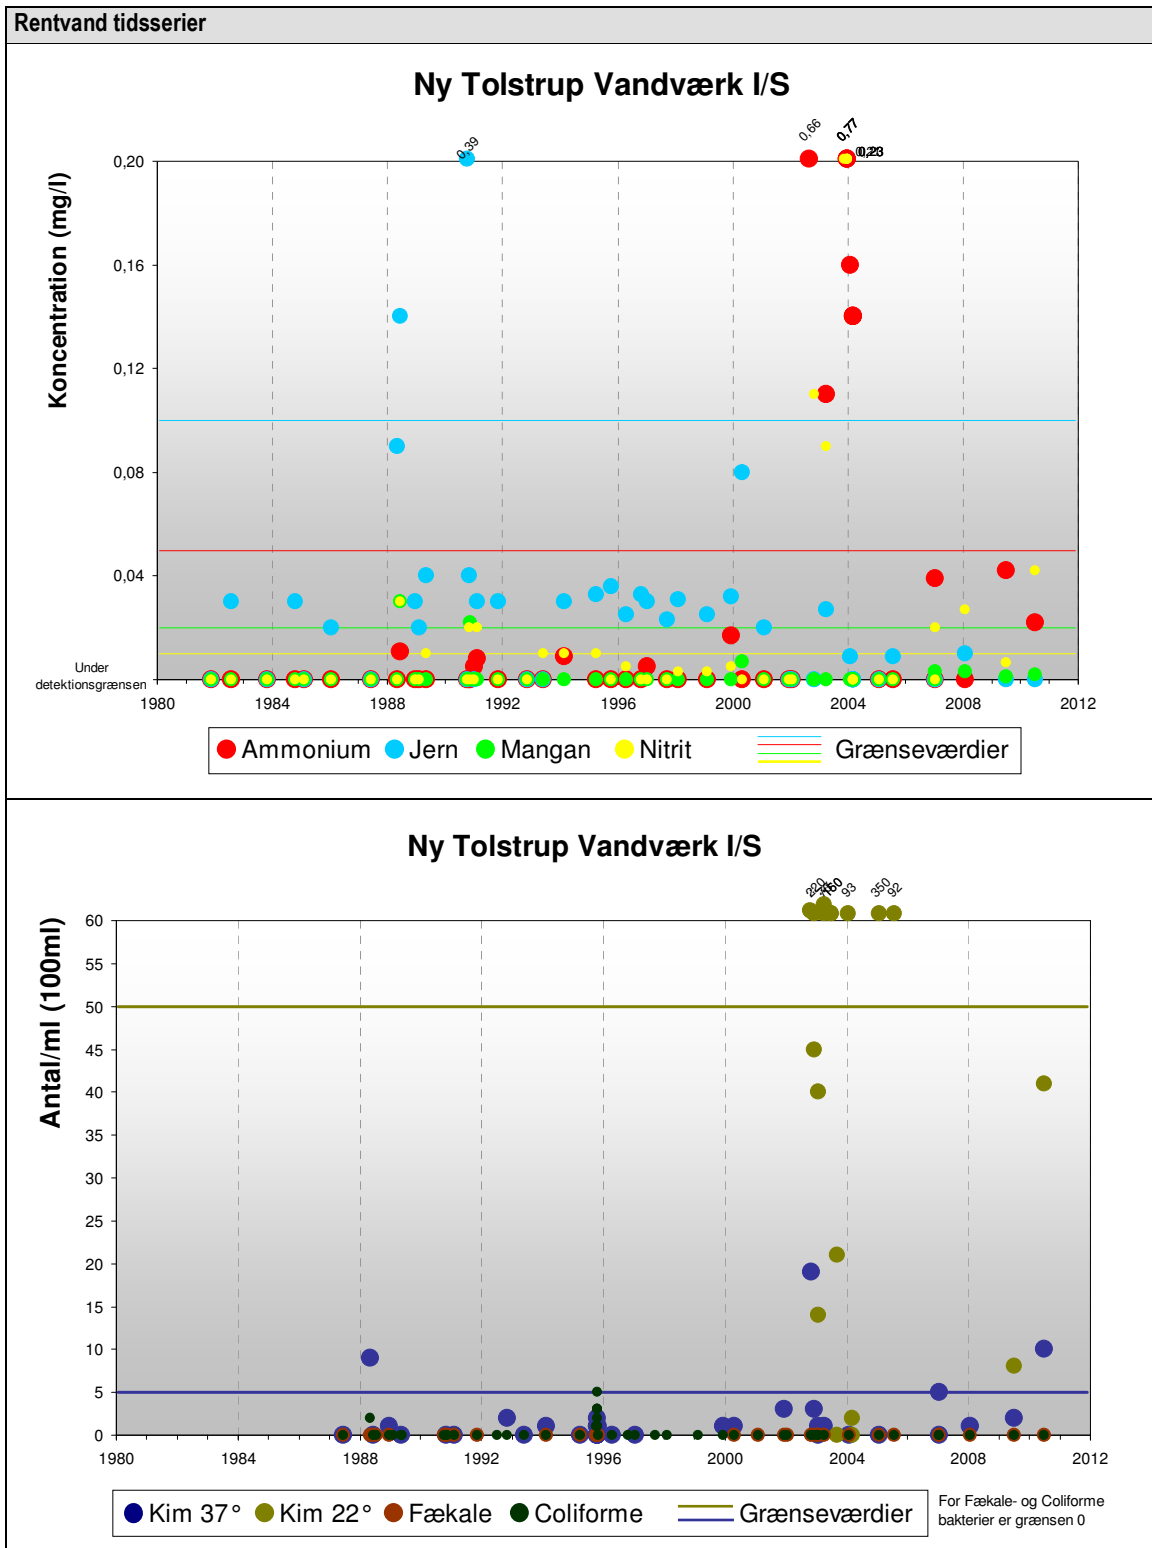 Rentvand tidsserier
Ny Tolstrup Vandværk I/S
0,39
0,66
0,77
0,23
Koncentration (mg/l)
0,20
0,16
0,12
0,08
0,04
Under
detektionsgrænsen
1980 1984 1988 1992 1996 2000 2004 2008 2012
Ammonium Jern Mangan Nitrit Grænseværdier
Ny Tolstrup Vandværk I/S
220 160 93 350 92
Antal/ml (100ml)
60
55
50
45
40
35
30
25
20
15
10
5
0
1980 1984 1988 1992 1996 2000 2004 2008 2012
Kim 37° Kim 22° Fækale Coliforme Grænseværdier
For Fækale- og Coliforme
bakterier er grænsen 0